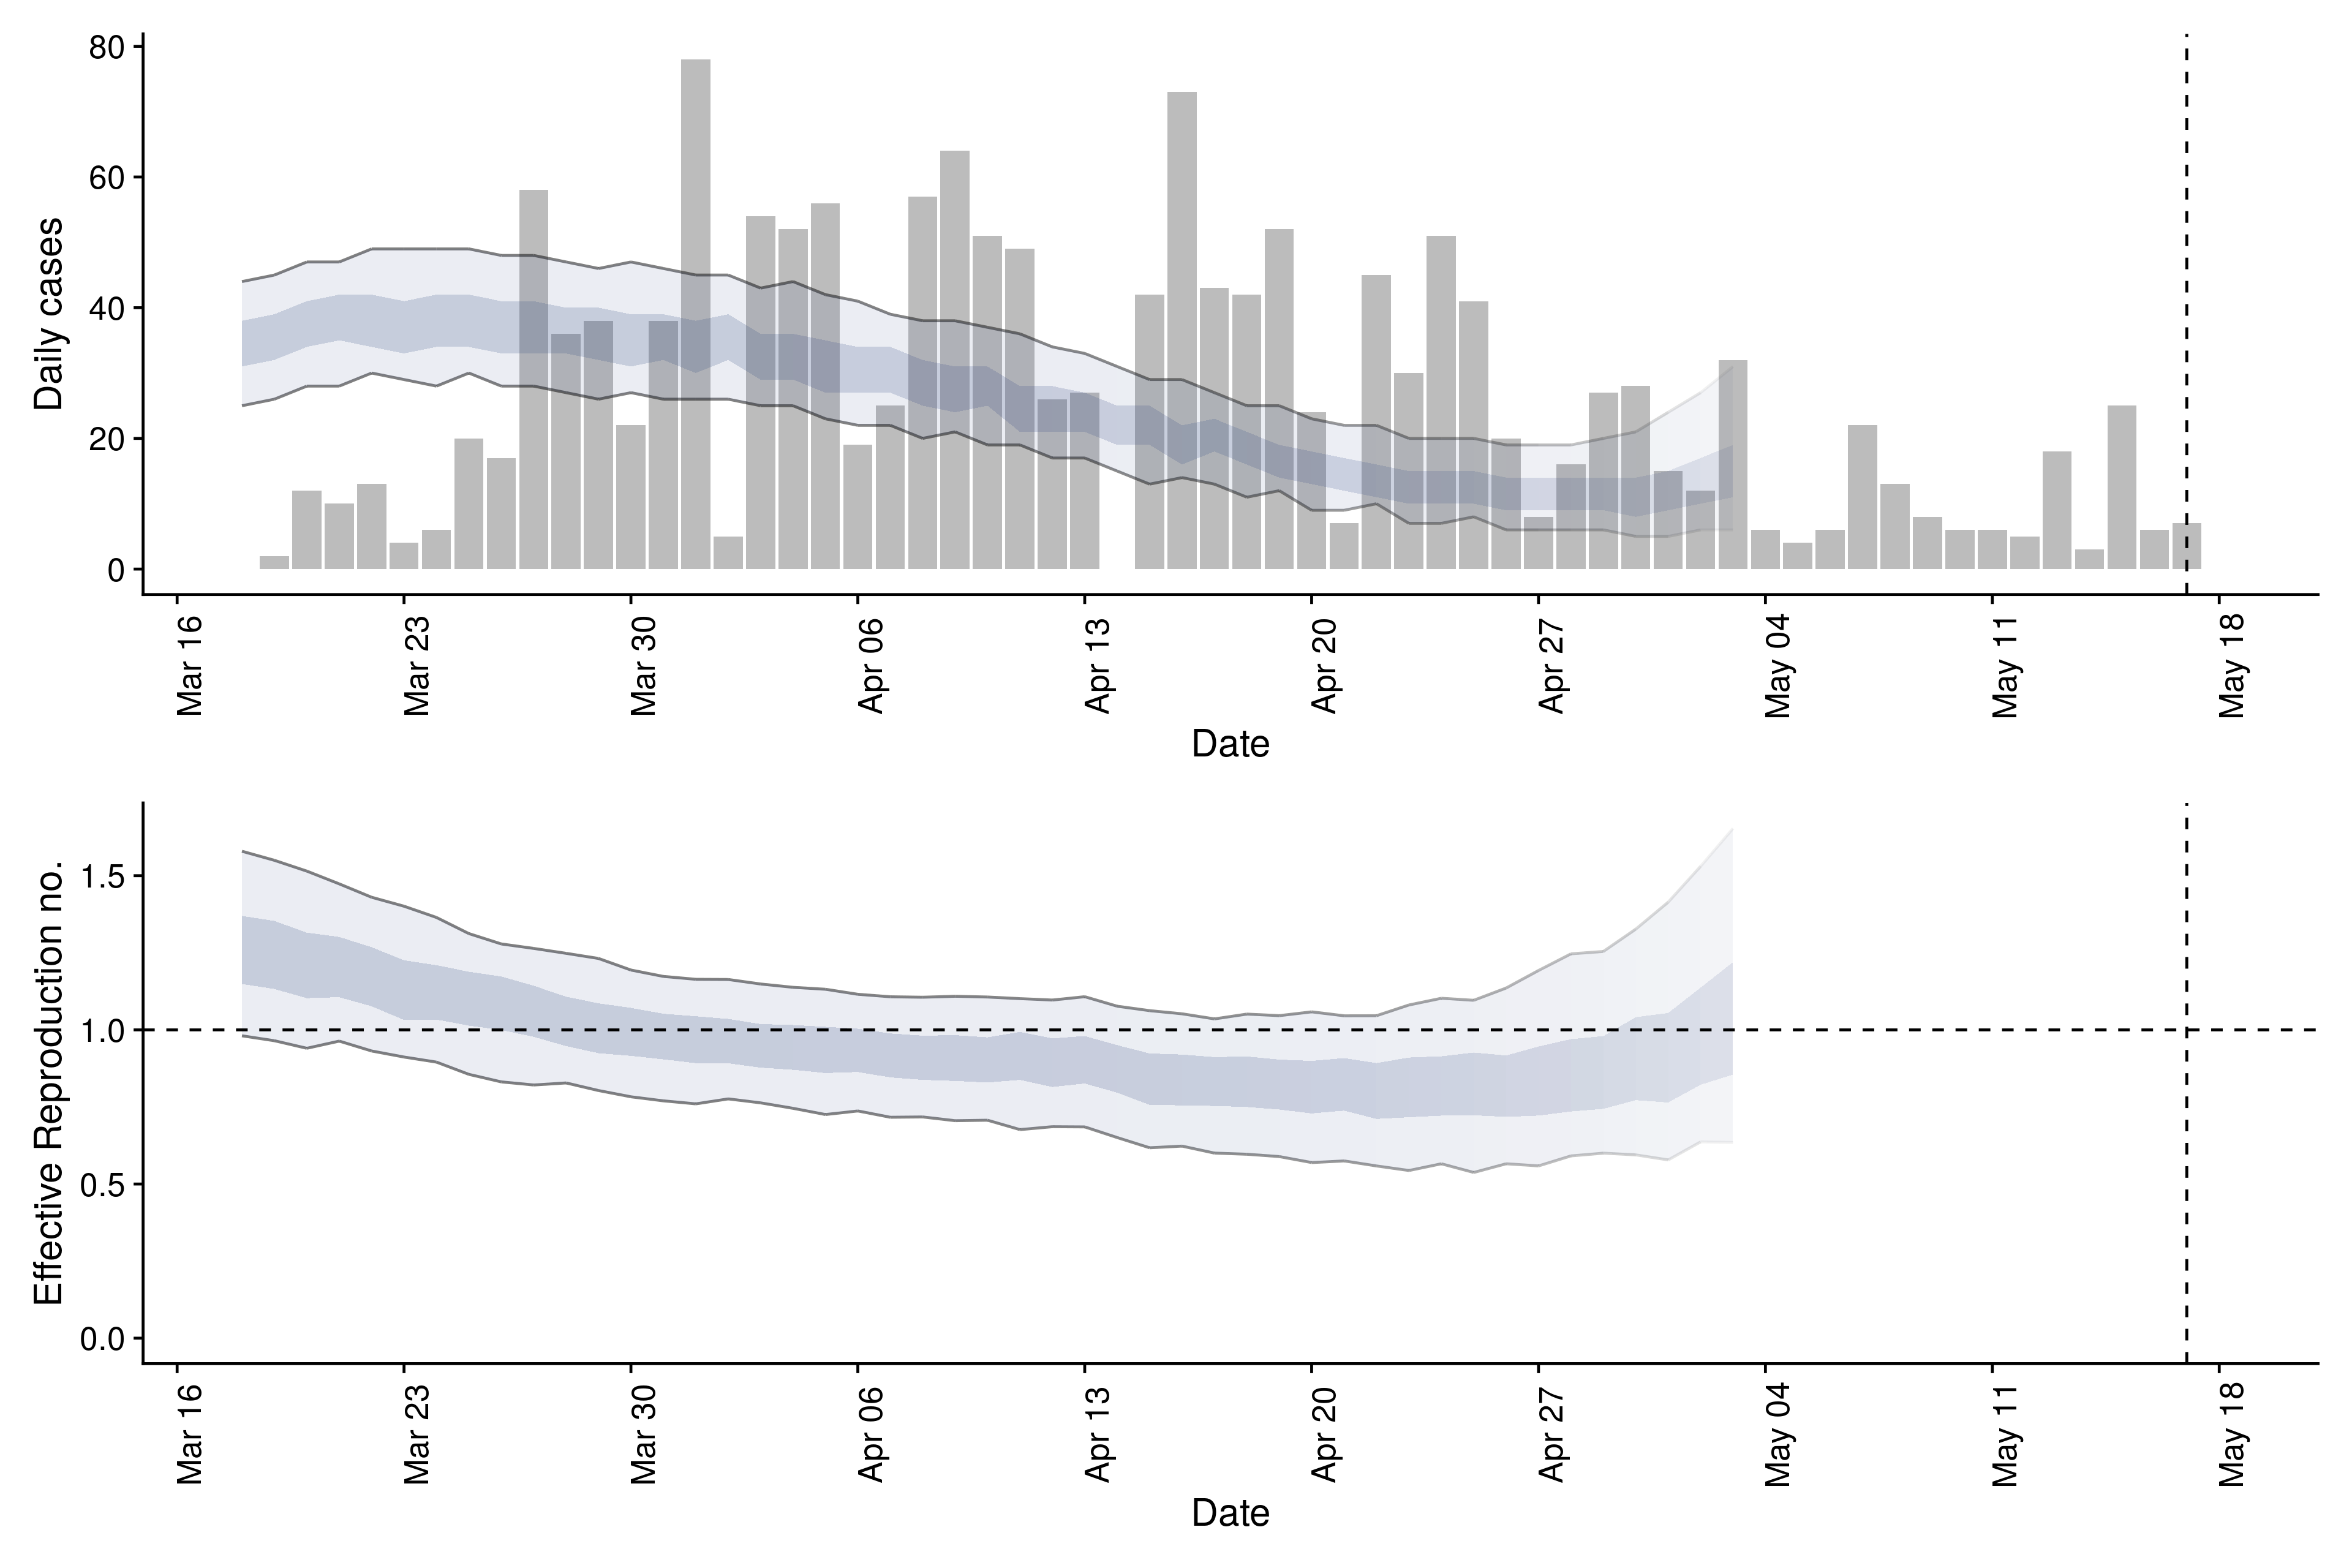 80
60
40
20
0
Daily cases
Mar 16
Mar 23
Mar 30
Apr 06
Apr 13
Apr 20
Apr 27
May 04
May 11
May 18
Date
1.5
1.0
0.5
0.0
Effective Reproduction no.
Mar 16
Mar 23
Mar 30
Apr 06
Apr 13
Apr 20
Apr 27
May 04
May 11
May 18
Date